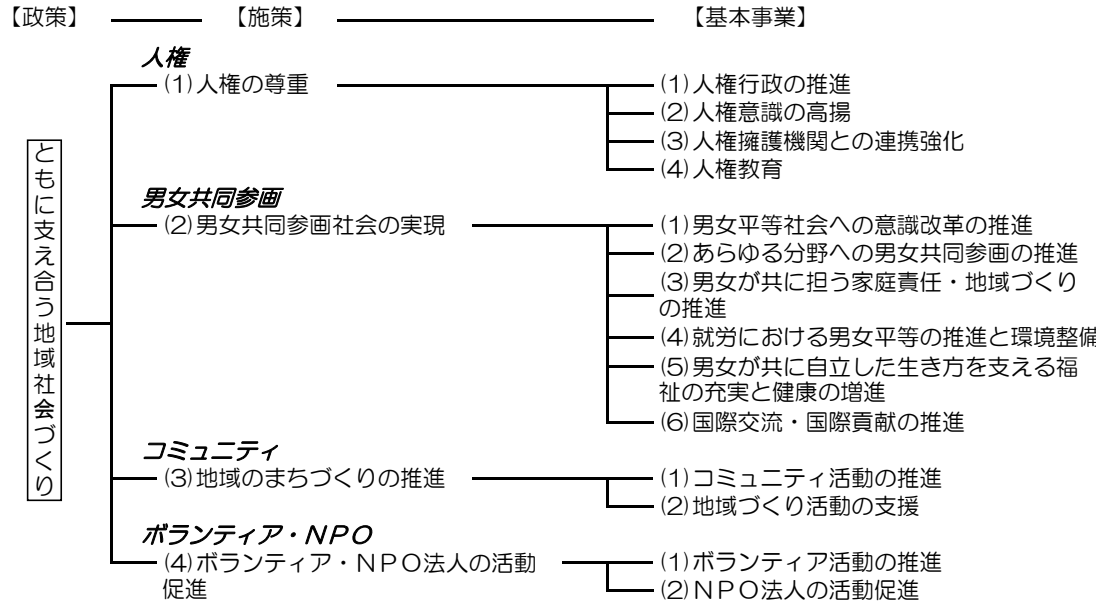 【政策】 【施策】 【基本事業】
ともに支え合う地域社会づくり
人権
(1)人権の尊重
(1)人権行政の推進
(2)人権意識の高揚
(3)人権擁護機関との連携強化
(4)人権教育
男女共同参画
(2)男女共同参画社会の実現
(1)男女平等社会への意識改革の推進
(2)あらゆる分野への男女共同参画の推進
(3)男女が共に担う家庭責任・地域づくり
の推進
(4)就労における男女平等の推進と環境整備
(5)男女が共に自立した生き方を支える福
祉の充実と健康の増進
(6)国際交流・国際貢献の推進
コミュニティ
(3)地域のまちづくりの推進
(1)コミュニティ活動の推進
(2)地域づくり活動の支援
ボランティア・ＮＰＯ
(4)ボランティア・ＮＰＯ法人の活動
促進
(1)ボランティア活動の推進
(2)ＮＰＯ法人の活動促進